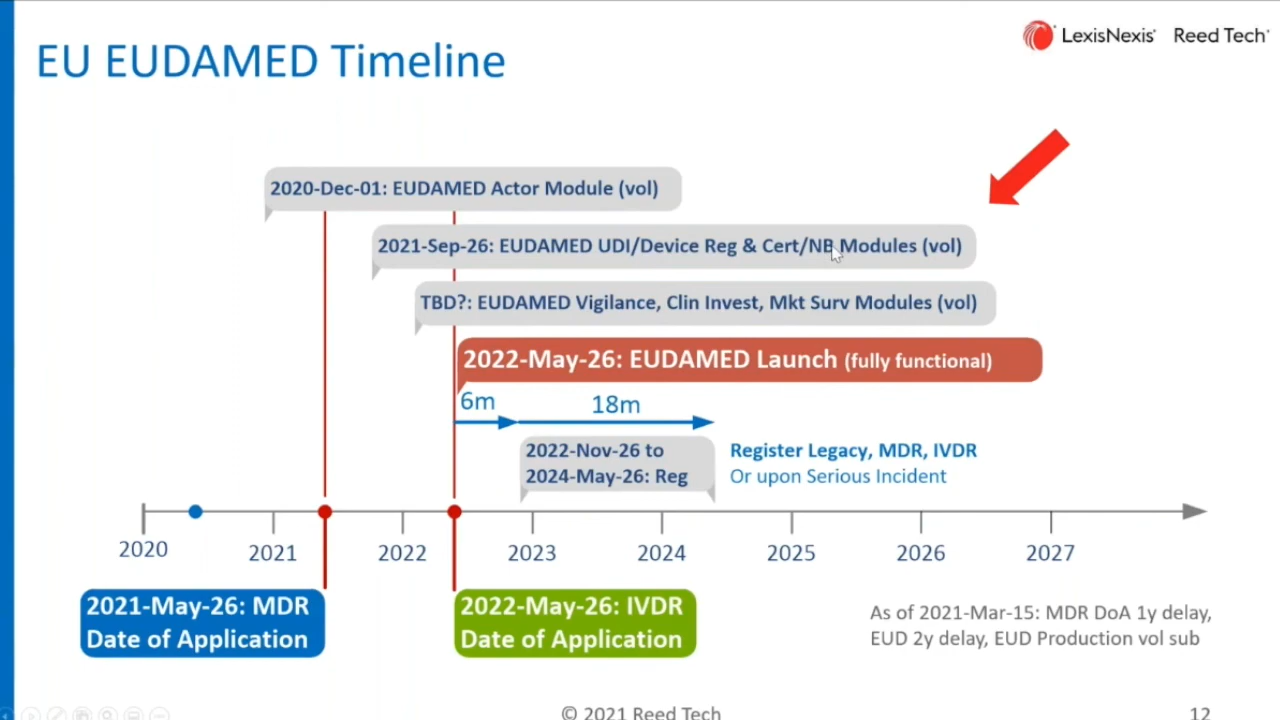 EU EUDAMED Timeline
LexisNexis® Reed Tech®
2020-Dec-01: EUDAMED Actor Module (vol)
2021-Sep-26: EUDAMED UDI/Device Reg & Cert/NB Modules (vol)
TBD?: EUDAMED Vigilance, Clin Invest, Mkt Surv Modules (vol)
2022-May-26: EUDAMED Launch (fully functional)
6m
18m
2022-Nov-26 to
2024-May-26: Reg
Register Legacy, MDR, IVDR
Or upon Serious Incident
2020
2021
2022
2023
2024
2025
2026
2027
2021-May-26: MDR
Date of Application
2022-May-26: IVDR
Date of Application
As of 2021-Mar-15: MDR DoA 1y delay,
EUD 2y delay, EUD Production vol sub
© 2021 Reed Tech
12